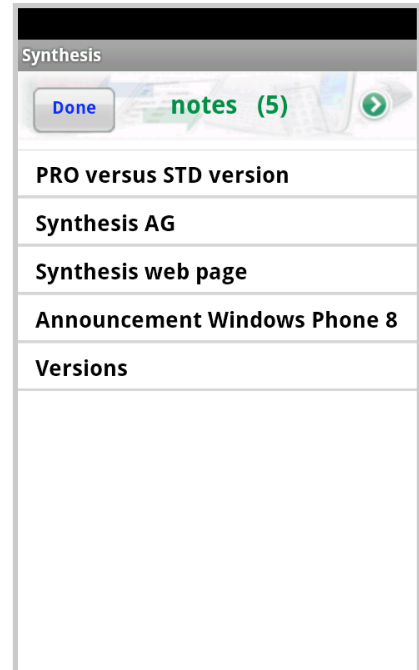 Synthesis
Done notes (5)
PRO versus STD version
Synthesis AG
Synthesis web page
Announcement Windows Phone 8
Versions